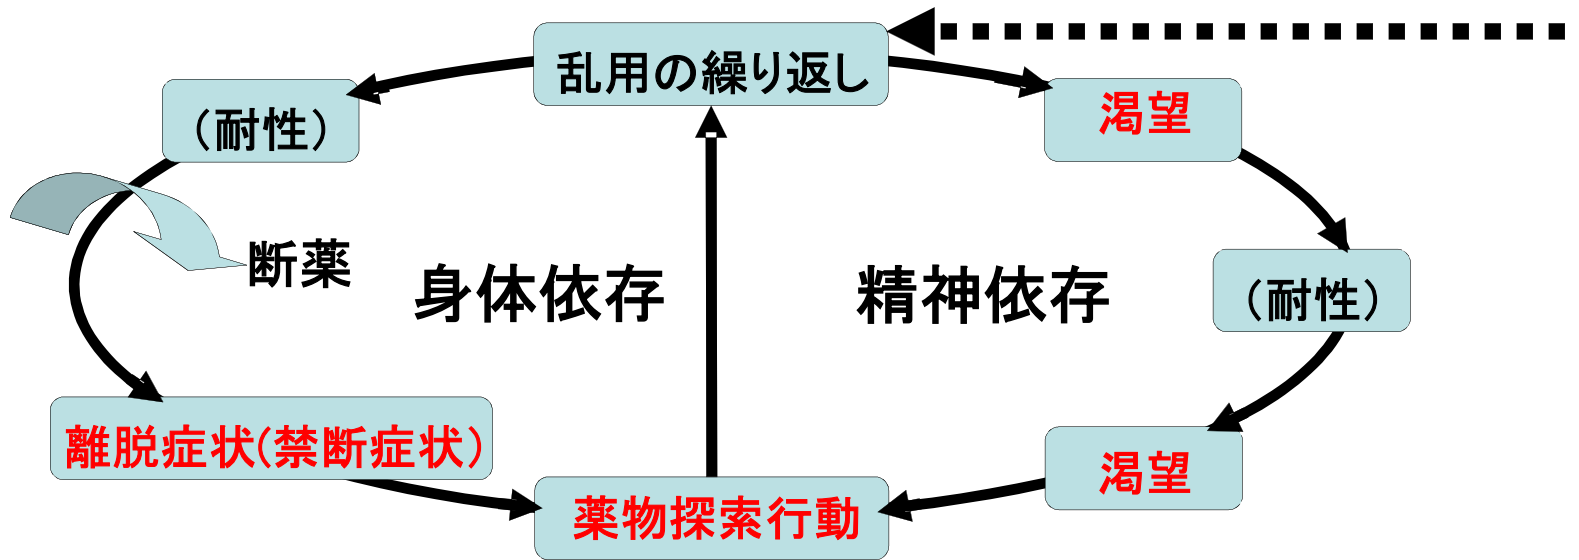 乱用の繰り返し
(耐性)
渇望
断薬
身体依存
精神依存
(耐性)
離脱症状(禁断症状)
渇望
薬物探索行動